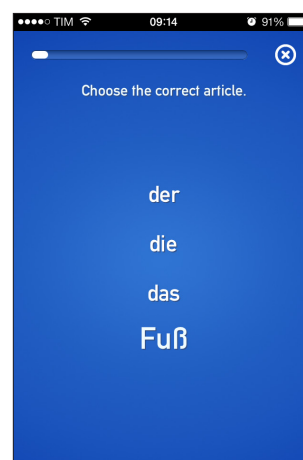 TIM 09:14 91%
Choose the correct article.
der
die
das
Fuß